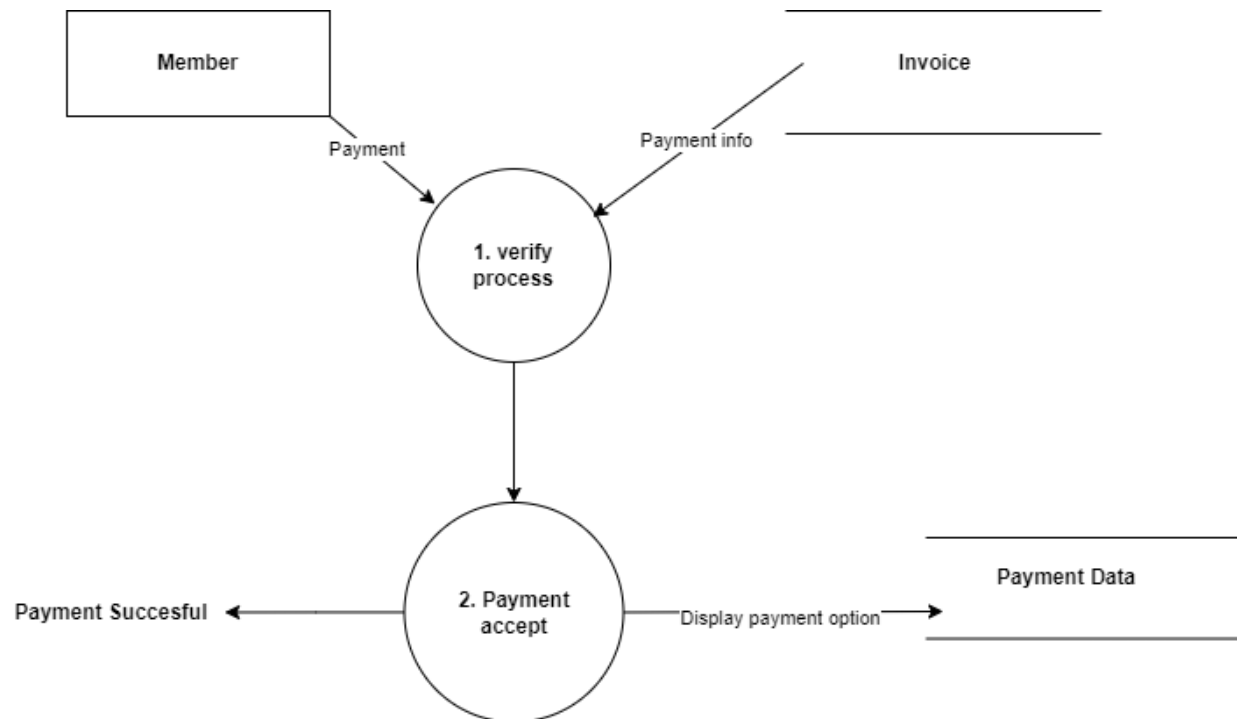 Member
Invoice
Payment
Payment info
1. verify
process
2. Payment
accept
Payment Succesful
Display payment option
Payment Data